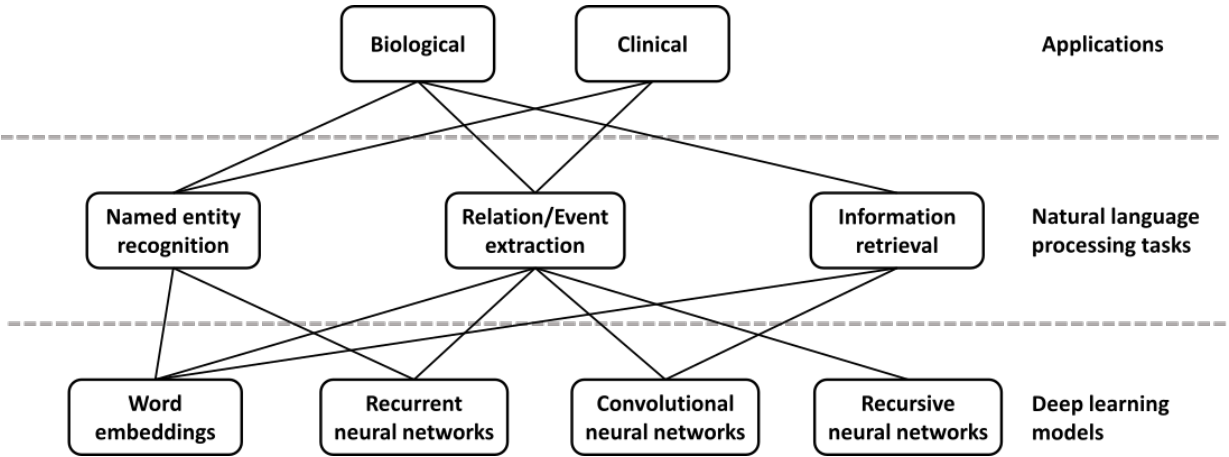 Biological
Clinical
Applications
Named entity
recognition
Relation/Event
extraction
Information
retrieval
Natural language
processing tasks
Word
embeddings
Recurrent
neural networks
Convolutional
neural networks
Recursive
neural networks
Deep learning
models